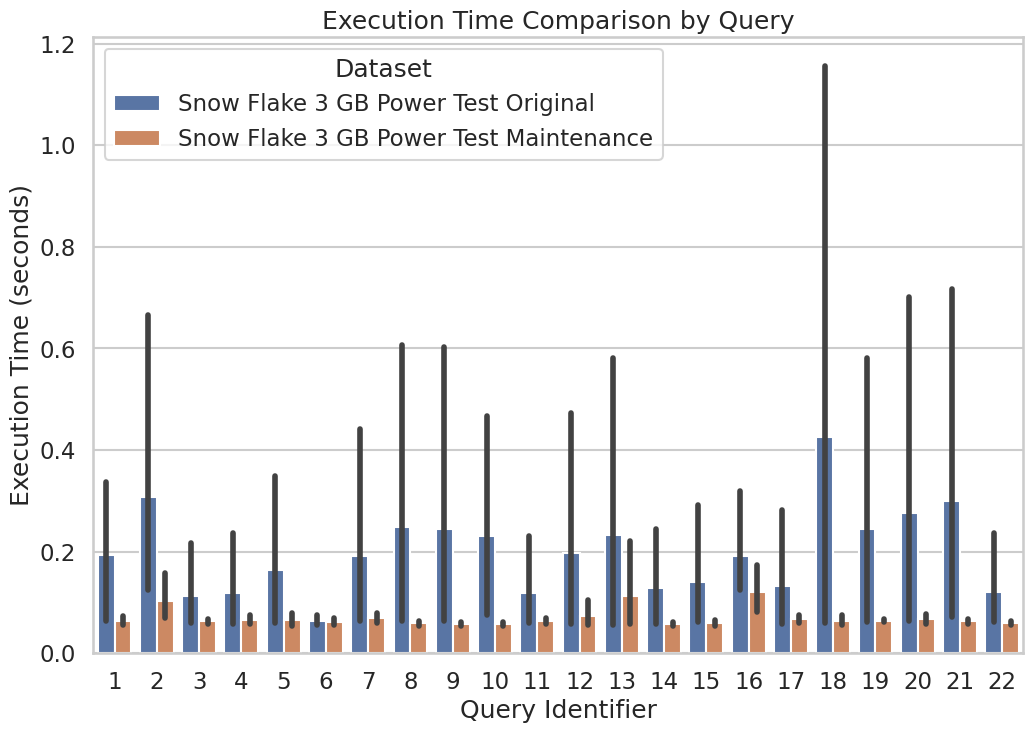 Execution Time Comparison by Query
Dataset
Snow Flake 3 GB Power Test Original
Snow Flake 3 GB Power Test Maintenance
Execution Time (seconds)
1.2
1.0
0.8
0.6
0.4
0.2
0.0
1 2 3 4 5 6 7 8 9 10 11 12 13 14 15 16 17 18 19 20 21 22
Query Identifier